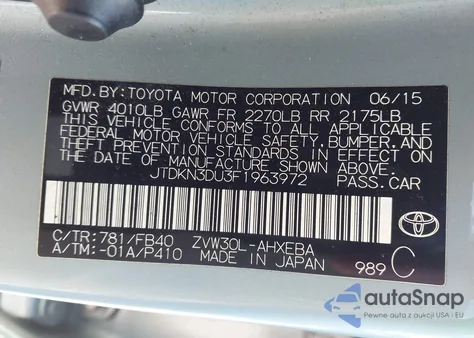 MFD.BY: TOYOTA MOTOR CORPORATION 06/15
GVWR 4010LB GAWR FR 2270LB RR 2175LB
THIS VEHICLE CONFORMS TO ALL APPLICABLE
FEDERAL MOTOR VEHICLE SAFETY, BUMPER, AND
THEFT PREVENTION STANDARDS IN EFFECT ON THE
DATE OF MANUFACTURE SHOWN ABOVE.
JTDKN3DU3F1963972 PASS.CAR
TOYOTA
C/TR: 781/FB40 ZVW30L-AHXEBA
A/TM:-01A/P410 MADE IN JAPAN 989 C
autoSnap
Pewne auta z aukcji USA i EU